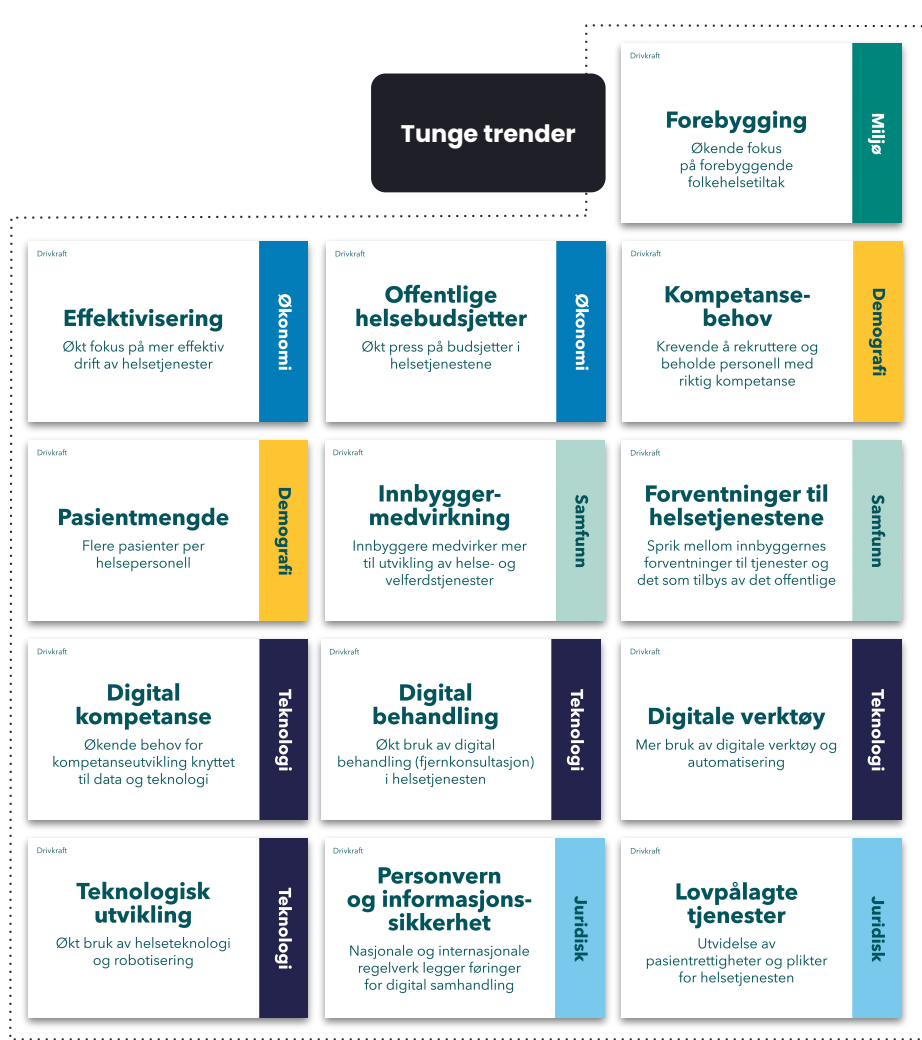 Tunge trender
Drivkraft
Forebygging
Økende fokus
på forebyggende
folkehelsetiltak
Miljø
Drivkraft
Effektivisering
Økt fokus på mer effektiv
drift av helsetjenester
Økonomi
Drivkraft
Offentlige
helsebudsjetter
Økt press på budsjetter i
helsetjenestene
Økonomi
Drivkraft
Kompetanse-
behov
Krevende å rekruttere og
beholde personell med
riktig kompetanse
Demografi
Drivkraft
Pasientmengde
Flere pasienter per
helsepersonell
Demografi
Drivkraft
Innbygger-
medvirkning
Innbyggere medvirker mer
til utvikling av helse- og
velferdstjenester
Samfunn
Drivkraft
Forventninger til
helsetjenestene
Sprik mellom innbyggernes
forventninger til tjenester og
det som tilbys av det offentlige
Samfunn
Drivkraft
Digital
kompetanse
Økende behov for
kompetanseutvikling knyttet
til data og teknologi
Teknologi
Drivkraft
Digital
behandling
Økt bruk av digital
behandling (fjernkonsultasjon)
i helsetjenesten
Teknologi
Drivkraft
Digitale verktøy
Mer bruk av digitale verktøy og
automatisering
Teknologi
Drivkraft
Teknologisk
utvikling
Økt bruk av helseteknologi
og robotisering
Teknologi
Drivkraft
Personvern
og informasjons-
sikkerhet
Nasjonale og internasjonale
regelverk legger føringer
for digital samhandling
Juridisk
Drivkraft
Lovpålagte
tjenester
Utvidelse av
pasientrettigheter og plikter
for helsetjenesten
Juridisk